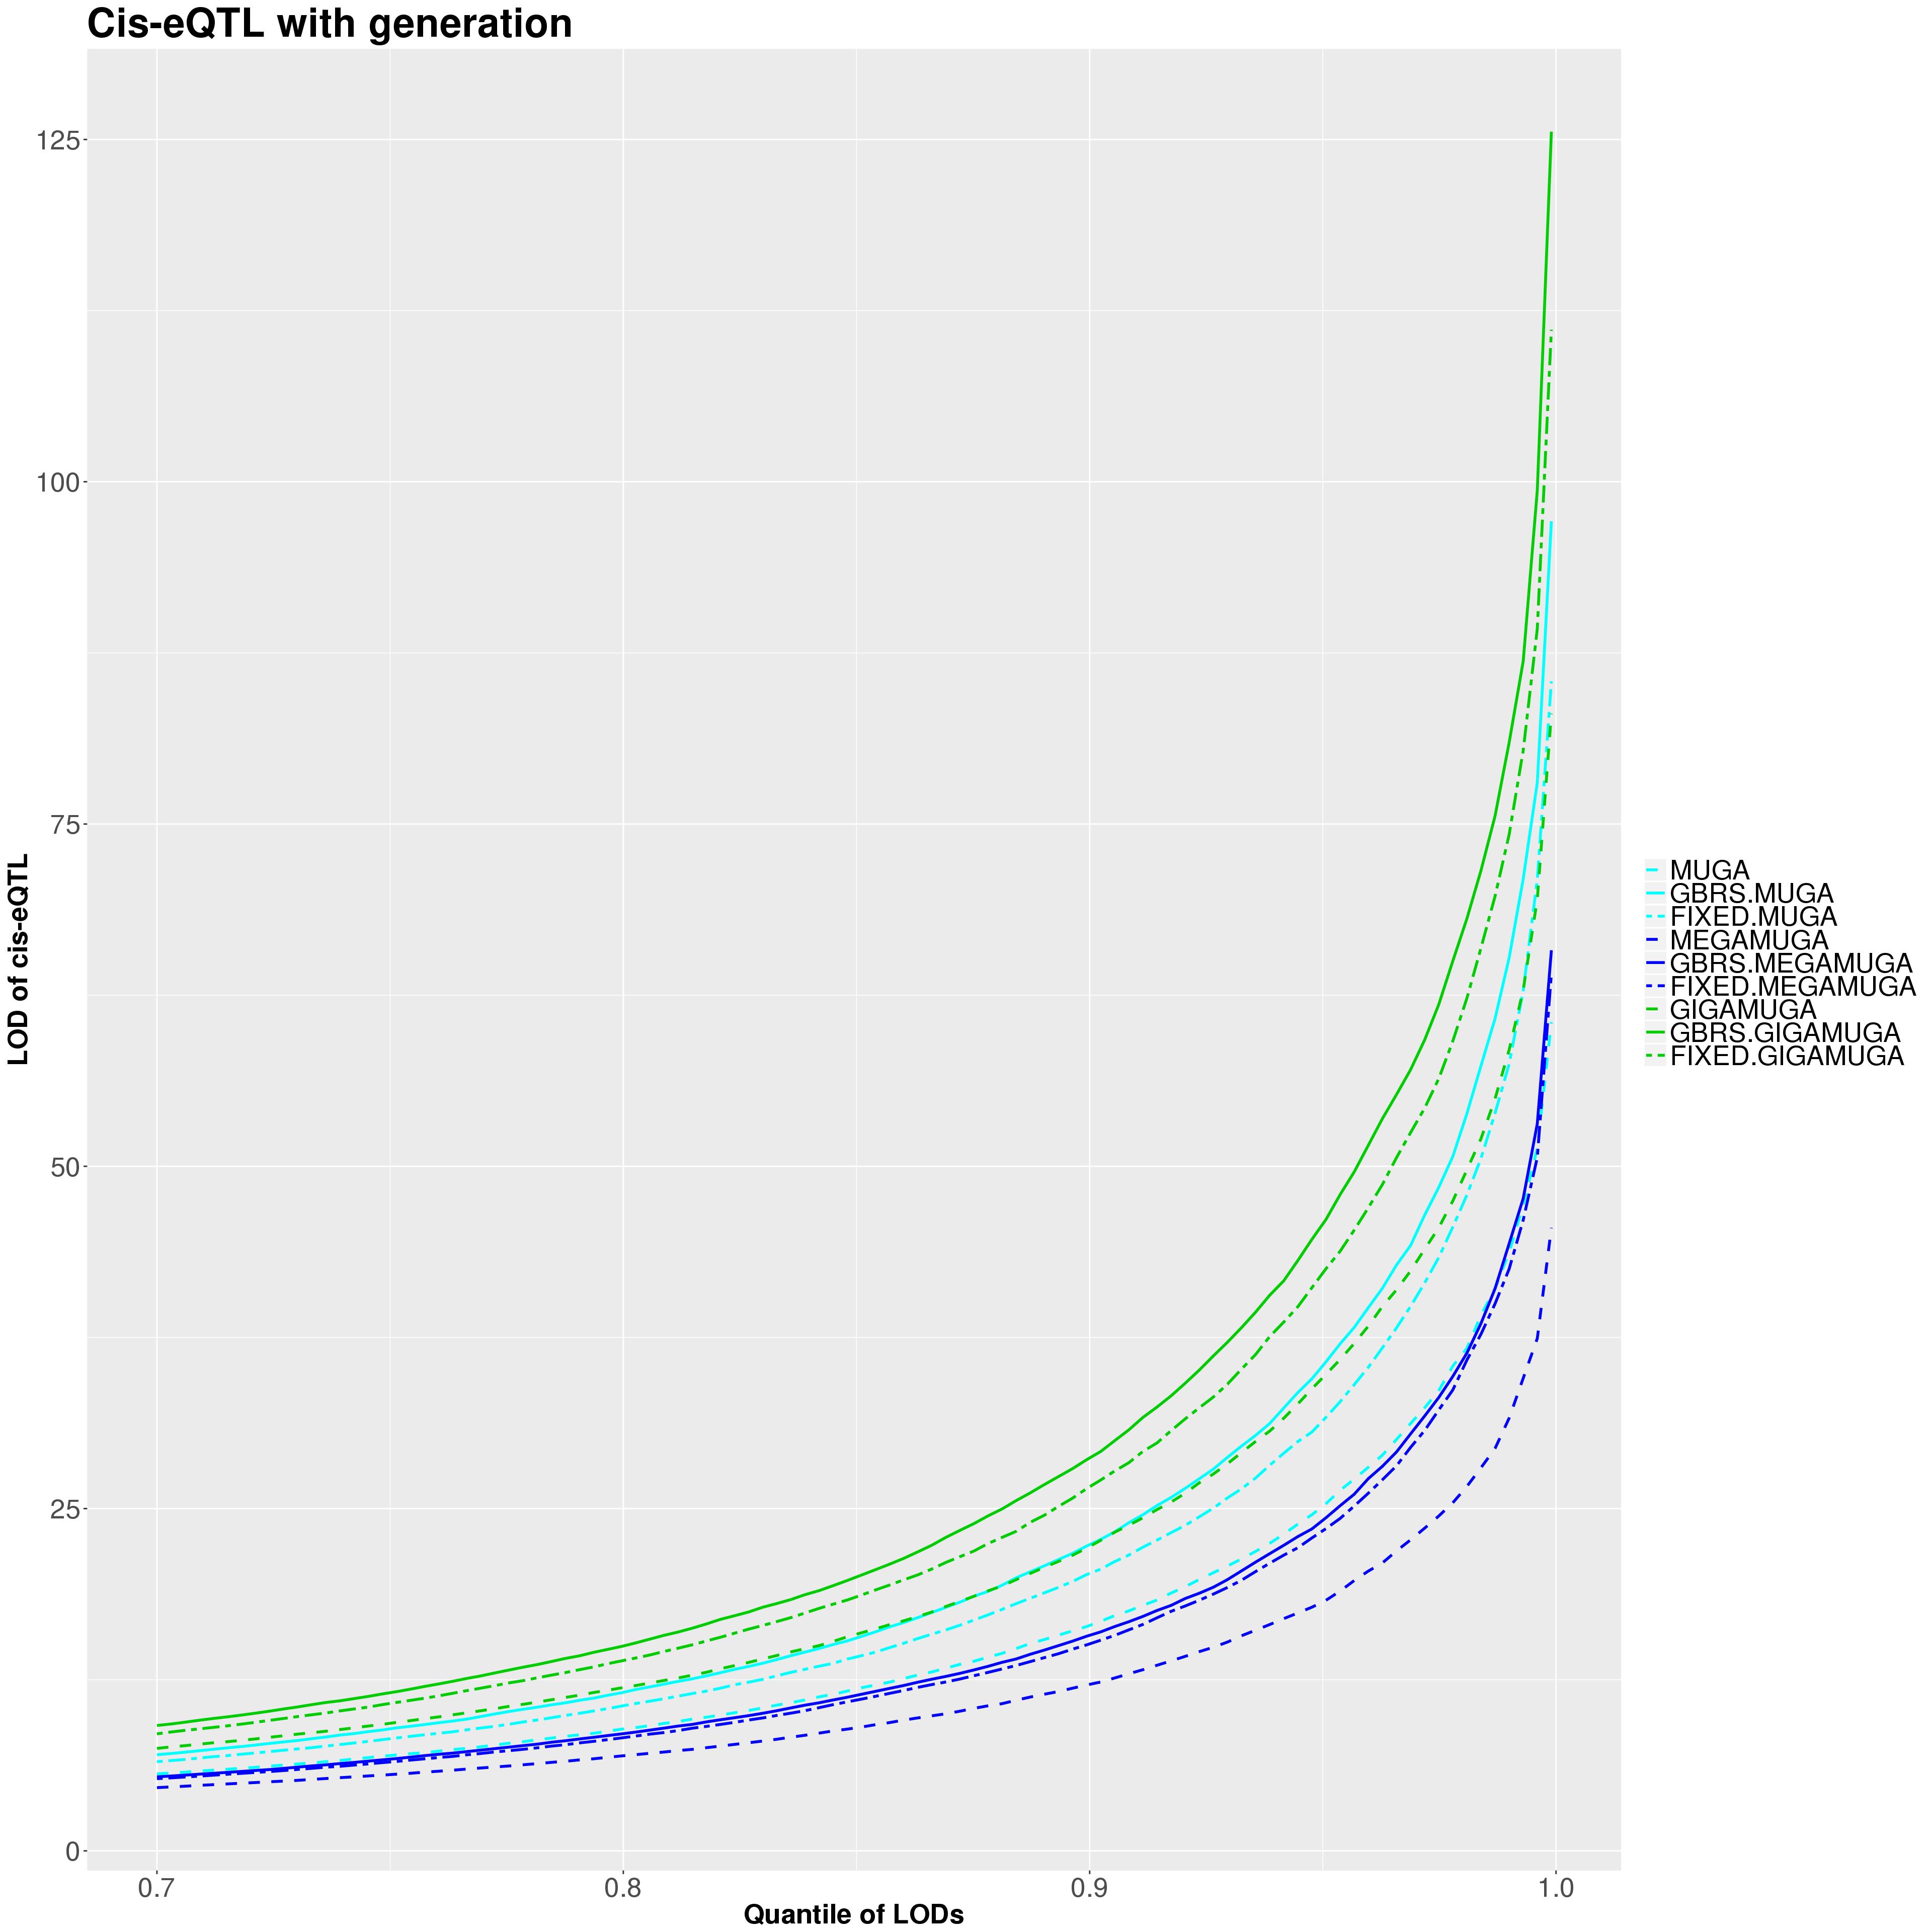 Cis-eQTL with generation
LOD of cis-eQTL
125
100
75
50
25
0
0.7 0.8 0.9 1.0
Quantile of LODs
MUGA
GBRS.MUGA
FIXED.MUGA
MEGAMUGA
GBRS.MEGAMUGA
FIXED.MEGAMUGA
GIGAMUGA
GBRS.GIGAMUGA
FIXED.GIGAMUGA